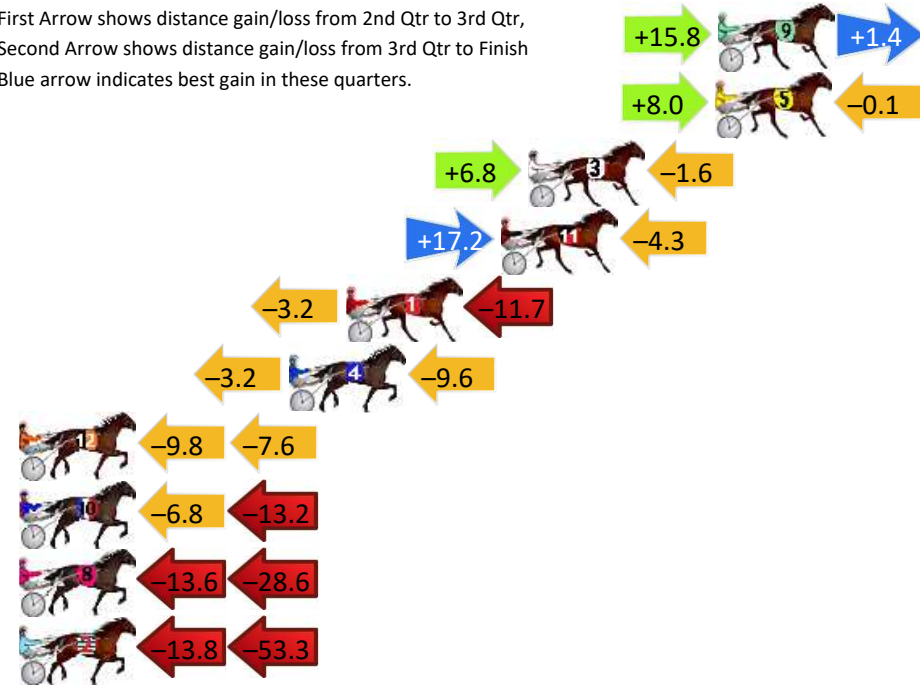 First Arrow shows distance gain/loss from 2nd Qtr to 3rd Qtr,
Second Arrow shows distance gain/loss from 3rd Qtr to Finish
Blue arrow indicates best gain in these quarters.
+15.8 9 +1.4
+8.0 5 –0.1
+6.8 3 –1.6
+17.2 11 –4.3
–3.2 1 –11.7
–3.2 4 –9.6
12 –9.8 –7.6
10 –6.8 –13.2
8 –13.6 –28.6
2 –13.8 –53.3